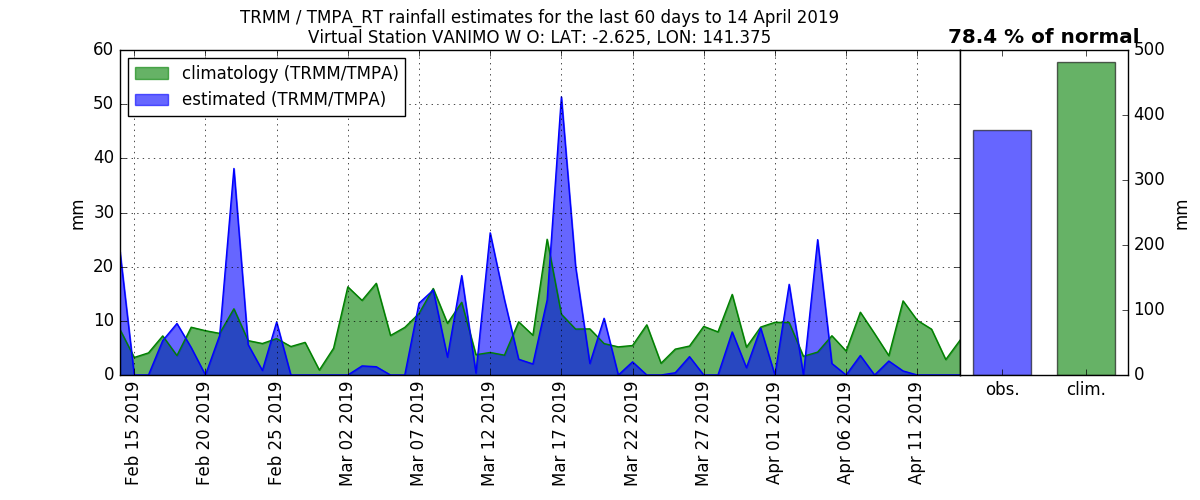 TRMM / TMPA_RT rainfall estimates for the last 60 days to 14 April 2019
Virtual Station VANIMO W O: LAT: -2.625, LON: 141.375
78.4 % of normal
climatology (TRMM/TMPA)
estimated (TRMM/TMPA)
60
50
40
30
20
10
0
mm
Feb 15 2019
Feb 20 2019
Feb 25 2019
Mar 02 2019
Mar 07 2019
Mar 12 2019
Mar 17 2019
Mar 22 2019
Mar 27 2019
Apr 01 2019
Apr 06 2019
Apr 11 2019
obs.
clim.
500
400
300
200
100
0
mm